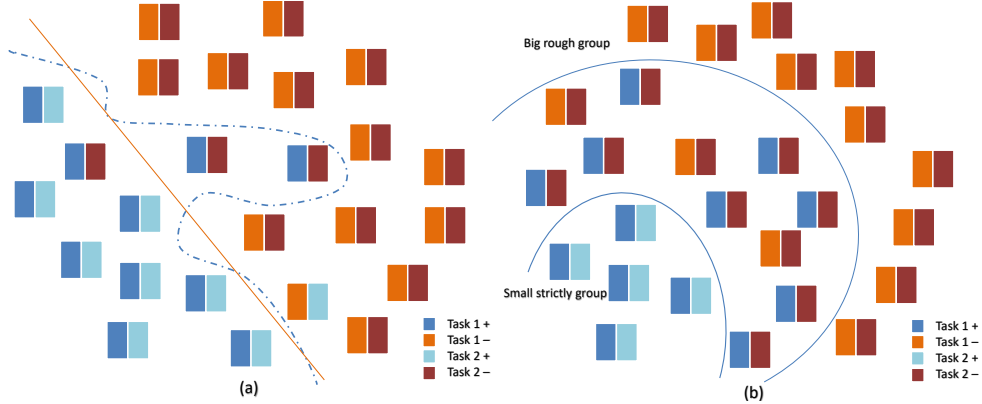 Big rough group
Small strictly group
Task 1 +
Task 1 –
Task 2 +
Task 2 –
(a)
Task 1 +
Task 1 –
Task 2 +
Task 2 –
(b)